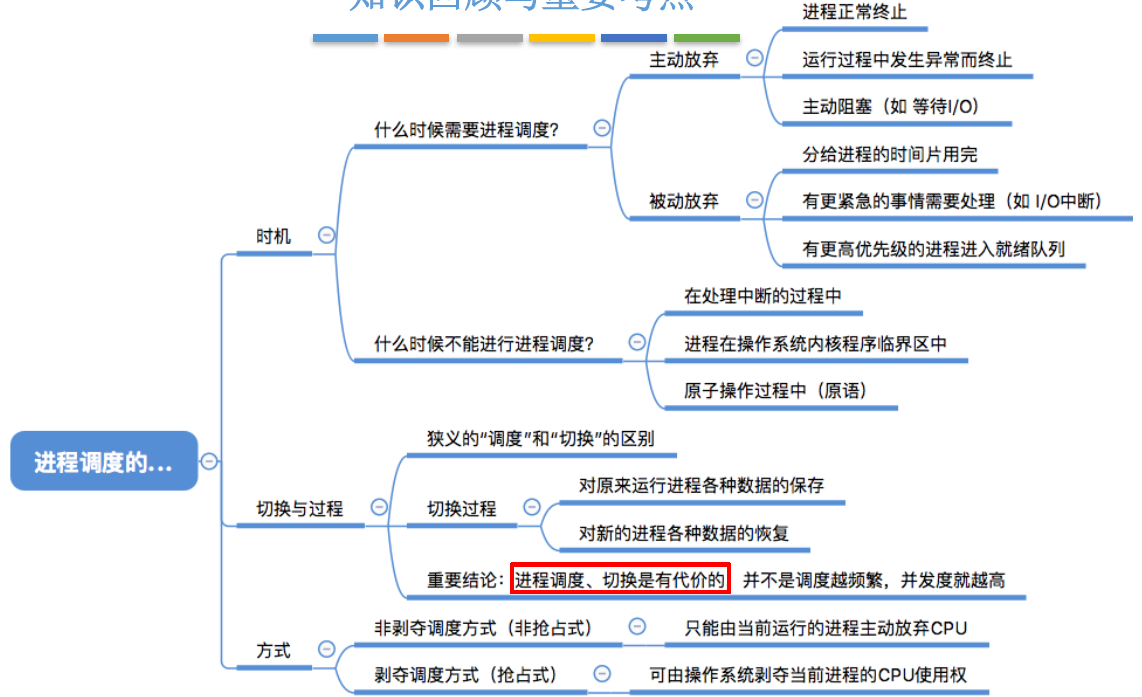 知识回顾与重要考点
进程正常终止
主动放弃
运行过程中发生异常而终止
主动阻塞（如 等待I/O）
什么时候需要进程调度？
分给进程的时间片用完
被动放弃
有更紧急的事情需要处理（如 I/O中断）
有更高优先级的进程进入就绪队列
时机
在处理中断的过程中
什么时候不能进行进程调度？
进程在操作系统内核程序临界区中
原子操作过程中（原语）
进程调度的...
狭义的“调度”和“切换”的区别
切换与过程
切换过程
对原来运行进程各种数据的保存
对新的进程各种数据的恢复
重要结论：进程调度、切换是有代价的 并不是调度越频繁，并发度就越高
方式
非剥夺调度方式（非抢占式）
只能由当前运行的进程主动放弃CPU
剥夺调度方式（抢占式）
可由操作系统剥夺当前进程的CPU使用权